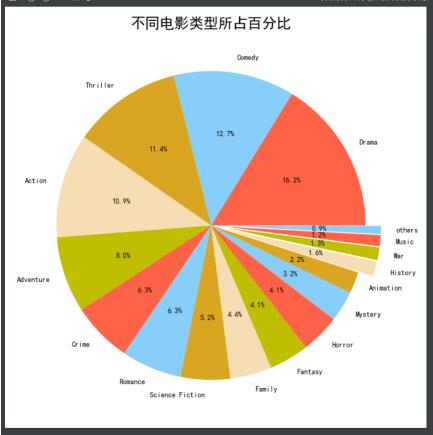 不同电影类型所占百分比
Comedy
Thriller
12.7%
Drama
11.4%
16.2%
Action
10.9%
0.9%
others
1.2%
Music
1.3%
War
1.6%
History
8.0%
2.2%
Animation
Adventure
3.2%
6.3%
4.1%
Mystery
6.3%
4.1%
5.2%
4.4%
Crime
Horror
Fantasy
Romance
Family
Science Fiction